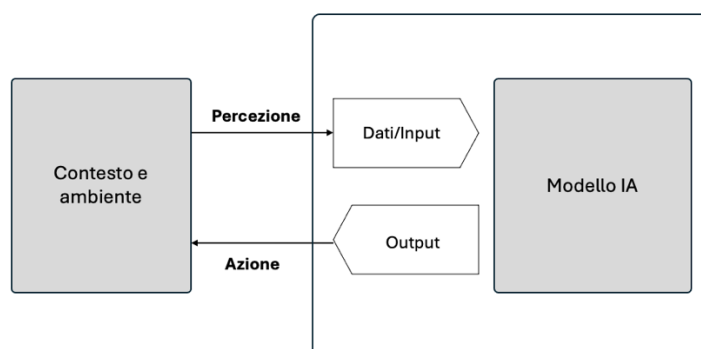 Percezione
Dati/Input
Contesto e
ambiente
Modello IA
Output
Azione